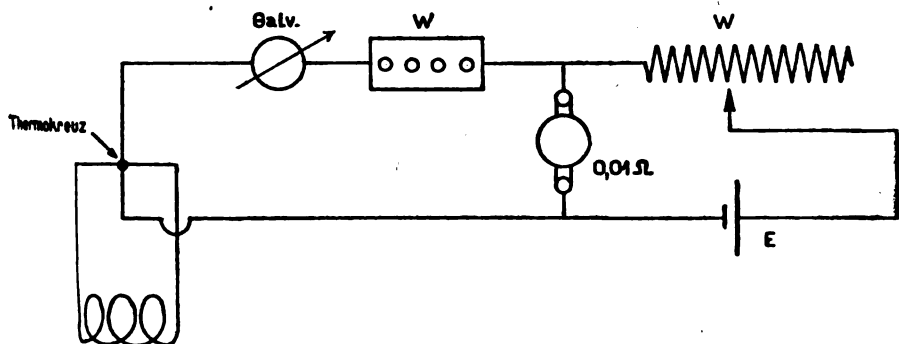 Galv.
W
W
Thermokreuz
0,01 Ω
E